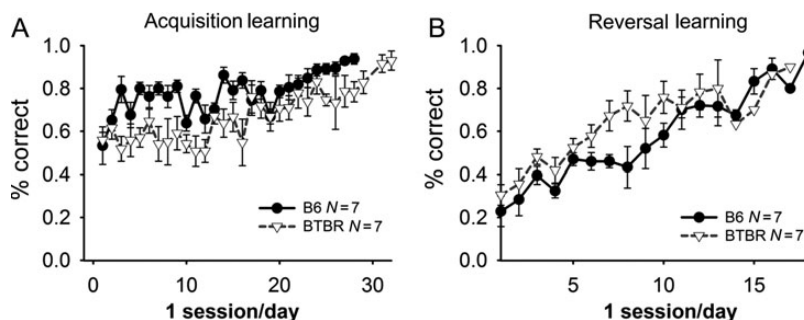 A
Acquisition learning
1.0
0.8
0.6
0.4
0.2
0.0
% correct
B6 N = 7
BTBR N = 7
0
10
20
30
1 session/day
B
Reversal learning
1.0
0.8
0.6
0.4
0.2
0.0
% correct
B6 N = 7
BTBR N = 7
5
10
15
1 session/day